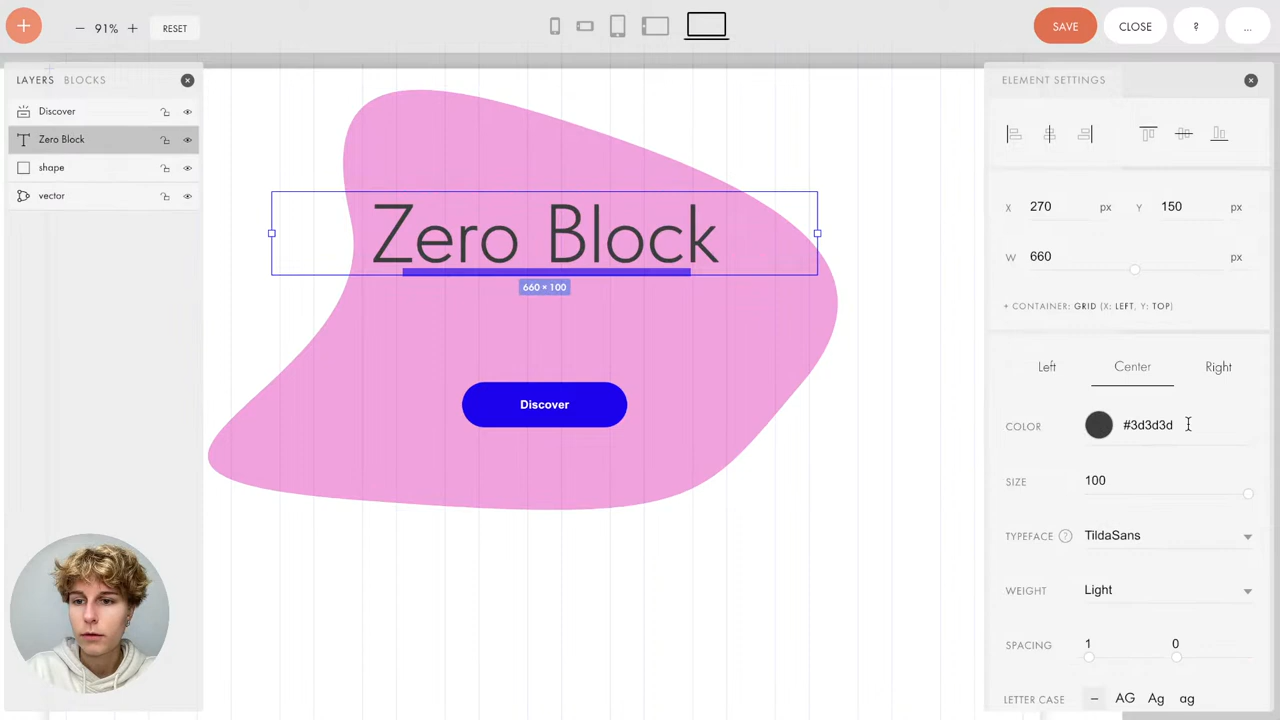 +
− 91% +
RESET
SAVE
CLOSE
?
...
LAYERS BLOCKS
Discover
Zero Block
shape
vector
Zero Block
660 × 100
Discover
ELEMENT SETTINGS
X 270 px Y 150 px
W 660 px
+ CONTAINER: GRID (X: LEFT, Y: TOP)
Left Center Right
COLOR #3d3d3d
SIZE 100
TYPEFACE ? TildaSans
WEIGHT Light
SPACING 1 0
LETTER CASE – AG Ag ag